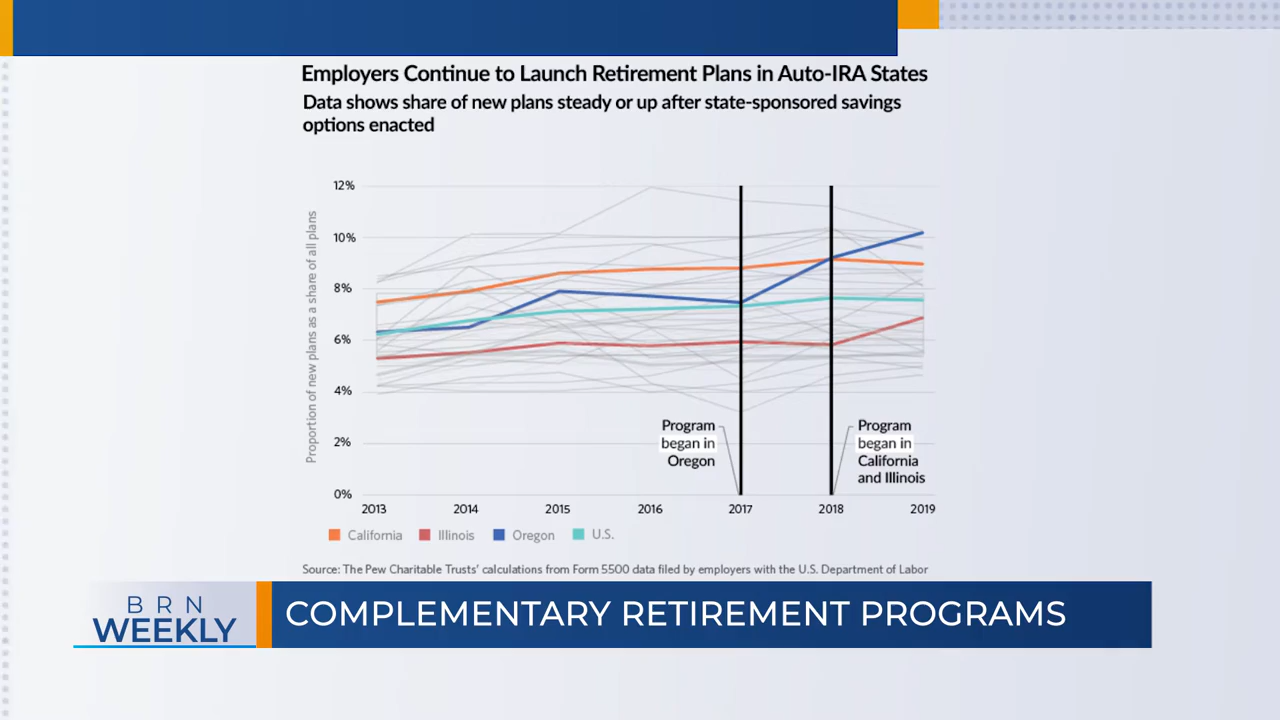 Employers Continue to Launch Retirement Plans in Auto-IRA States
Data shows share of new plans steady or up after state-sponsored savings
options enacted
Proportion of new plans as a share of all plans
12%
10%
8%
6%
4%
2%
0%
Program
began in
Oregon
Program
began in
California
and Illinois
2013 2014 2015 2016 2017 2018 2019
California Illinois Oregon U.S.
Source: The Pew Charitable Trusts' calculations from Form 5500 data filed by employers with the U.S. Department of Labor
BRN
WEEKLY
COMPLEMENTARY RETIREMENT PROGRAMS